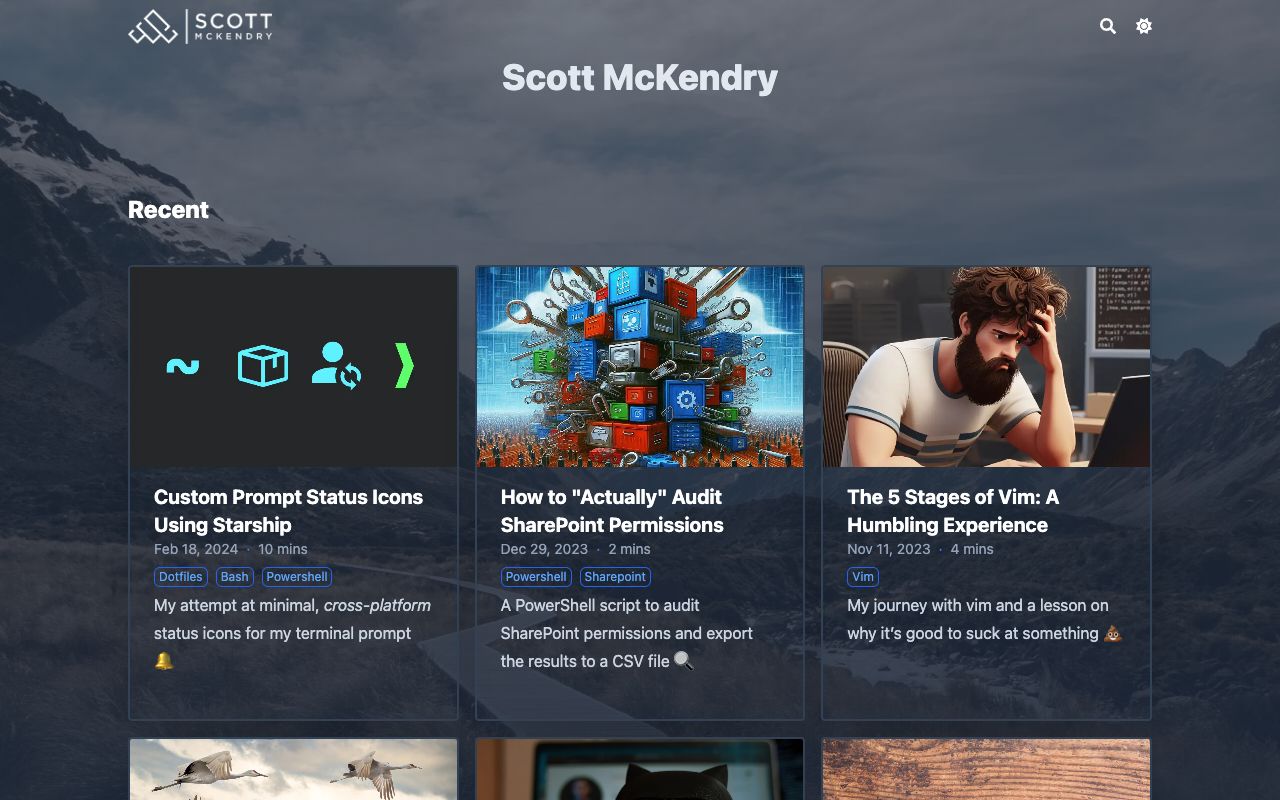 SCOTT
MCKENDRY
Scott McKendry
Recent
Custom Prompt Status Icons
Using Starship
Feb 18, 2024 · 10 mins
Dotfiles Bash Powershell
My attempt at minimal, cross-platform
status icons for my terminal prompt
🔔
How to "Actually" Audit
SharePoint Permissions
Dec 29, 2023 · 2 mins
Powershell Sharepoint
A PowerShell script to audit
SharePoint permissions and export
the results to a CSV file 🔍
The 5 Stages of Vim: A
Humbling Experience
Nov 11, 2023 · 4 mins
Vim
My journey with vim and a lesson on
why it’s good to suck at something 💩